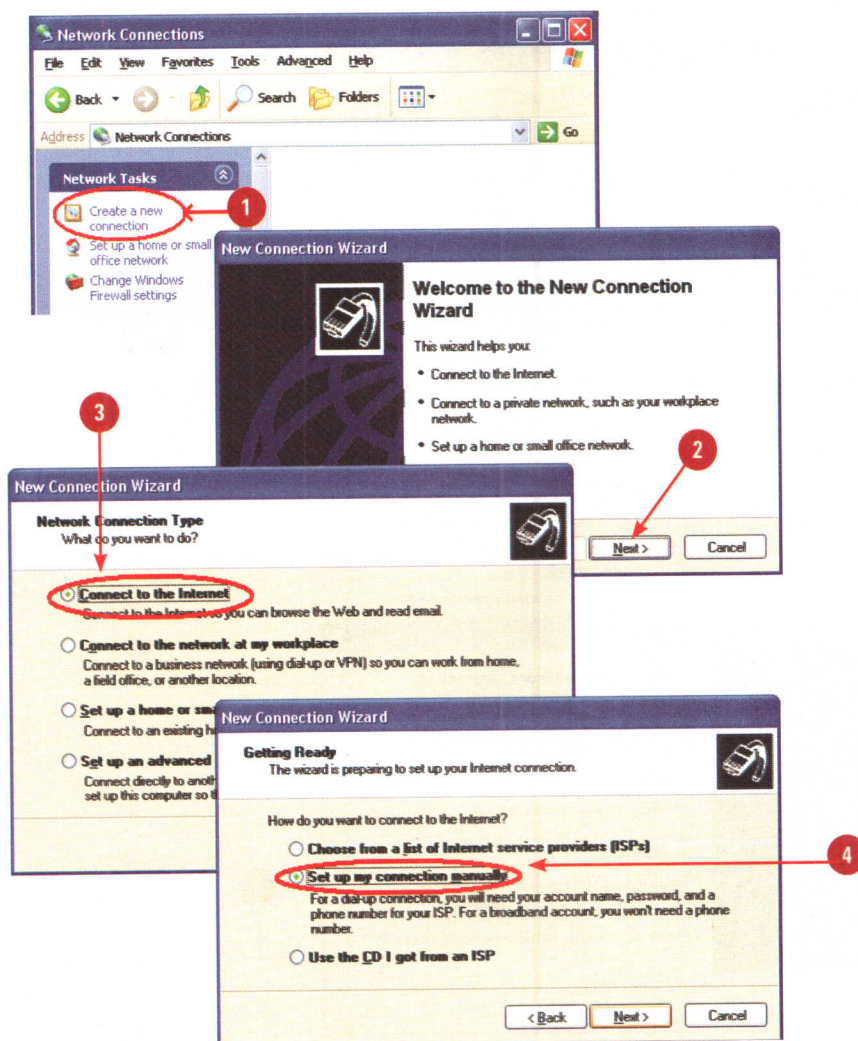 Network Connections
File Edit View Favorites Tools Advanced Help
Back Search Folders
Address Network Connections Go
Network Tasks
Create a new
connection
1
Set up a home or small
office network
Change Windows
Firewall settings
New Connection Wizard
Welcome to the New Connection
Wizard
This wizard helps you:
• Connect to the Internet.
• Connect to a private network, such as your workplace
network.
• Set up a home or small office network.
2
Next > Cancel
3
New Connection Wizard
Network Connection Type
What do you want to do?
Connect to the Internet
Connect to the Internet so you can browse the Web and read email.
Connect to the network at my workplace
Connect to a business network (using dial-up or VPN) so you can work from home,
a field office, or another location.
Set up a home or
Connect to an existing
Set up an advanced
Connect directly to
set up this computer so
New Connection Wizard
Getting Ready
The wizard is preparing to set up your Internet connection.
How do you want to connect to the Internet?
Choose from a list of Internet service providers (ISPs)
4
Set up my connection manually
For a dial-up connection, you will need your account name, password, and a
phone number for your ISP. For a broadband account, you won't need a phone
number.
Use the CD I got from an ISP
< Back Next > Cancel